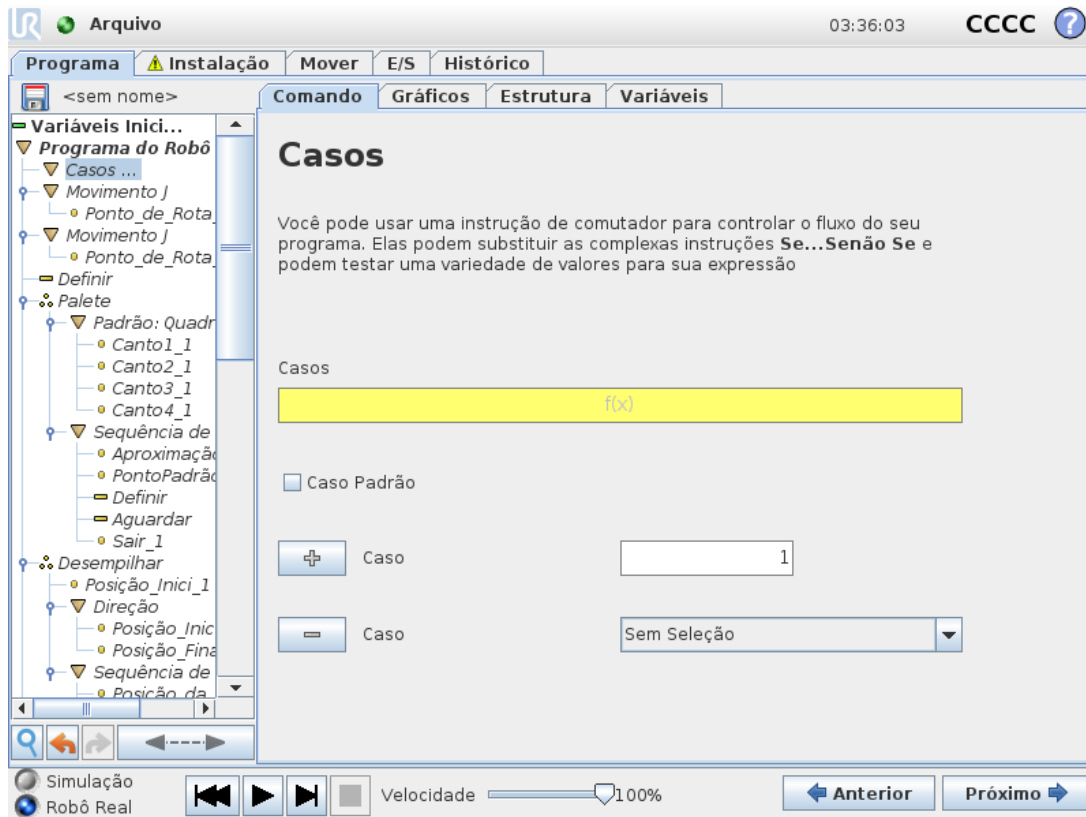 UR
Arquivo
03:36:03
CCCC
?
Programa
Instalação
Mover
E/S
Histórico
<sem nome>
Comando
Gráficos
Estrutura
Variáveis
Variáveis Inici...
Programa do Robô
Casos ...
Movimento J
Ponto_de_Rota_
Movimento J
Ponto_de_Rota_
Definir
Palete
Padrão: Quadr
Canto1_1
Canto2_1
Canto3_1
Canto4_1
Sequência de
Aproximação
PontoPadrão
Definir
Aguardar
Sair_1
Desempilhar
Posição_Inici_1
Direção
Posição_Inic
Posição_Fina
Sequência de
Posição_da_
Casos
Você pode usar uma instrução de comutador para controlar o fluxo do seu
programa. Elas podem substituir as complexas instruções Se...Senão Se e
podem testar uma variedade de valores para sua expressão
Casos
f(x)
Caso Padrão
Caso
1
Caso
Sem Seleção
Simulação
Robô Real
Velocidade
100%
Anterior
Próximo